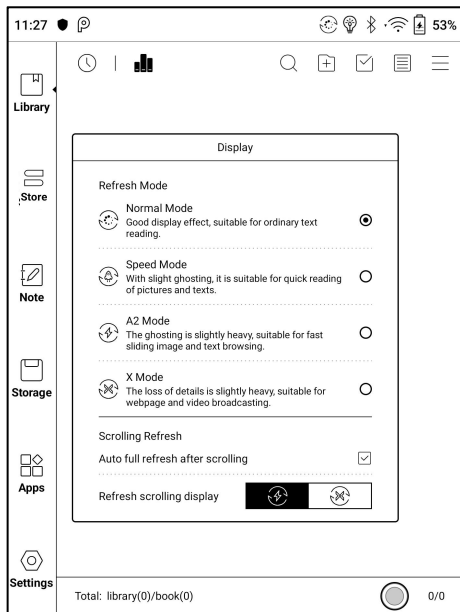 11:27
53%
Library
Store
Note
Storage
Apps
Settings
Display
Refresh Mode
Normal Mode
Good display effect, suitable for ordinary text
reading.
Speed Mode
With slight ghosting, it is suitable for quick reading
of pictures and texts.
A2 Mode
The ghosting is slightly heavy, suitable for fast
sliding image and text browsing.
X Mode
The loss of details is slightly heavy, suitable for
webpage and video broadcasting.
Scrolling Refresh
Auto full refresh after scrolling
Refresh scrolling display
Total: library(0)/book(0)
0/0